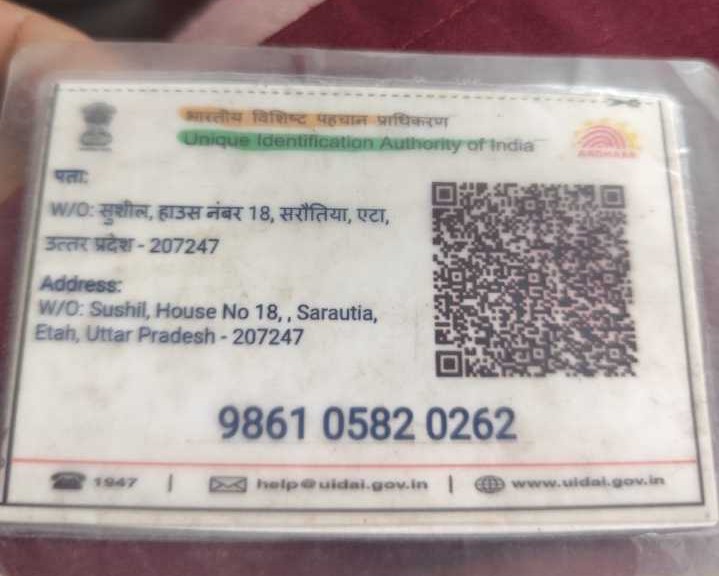 भारतीय विशिष्ट पहचान प्राधिकरण
Unique Identification Authority of India
AADHAAR
पता:
W/O: सुशील, हाउस नंबर 18, सरौतिया, एटा,
उत्तर प्रदेश - 207247
Address:
W/O: Sushil, House No 18, , Sarautia,
Etah, Uttar Pradesh - 207247
9861 0582 0262
1947 | help@uidai.gov.in | www.uidai.gov.in